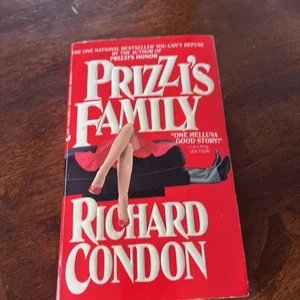 THE ONE NATIONAL BESTSELLER YOU CAN'T REFUSE
BY THE AUTHOR OF
PRIZZI'S HONOR
PRIZZI'S
FAMILY
"ONE HELLUVA
GOOD STORY!"
RICHARD
CONDON